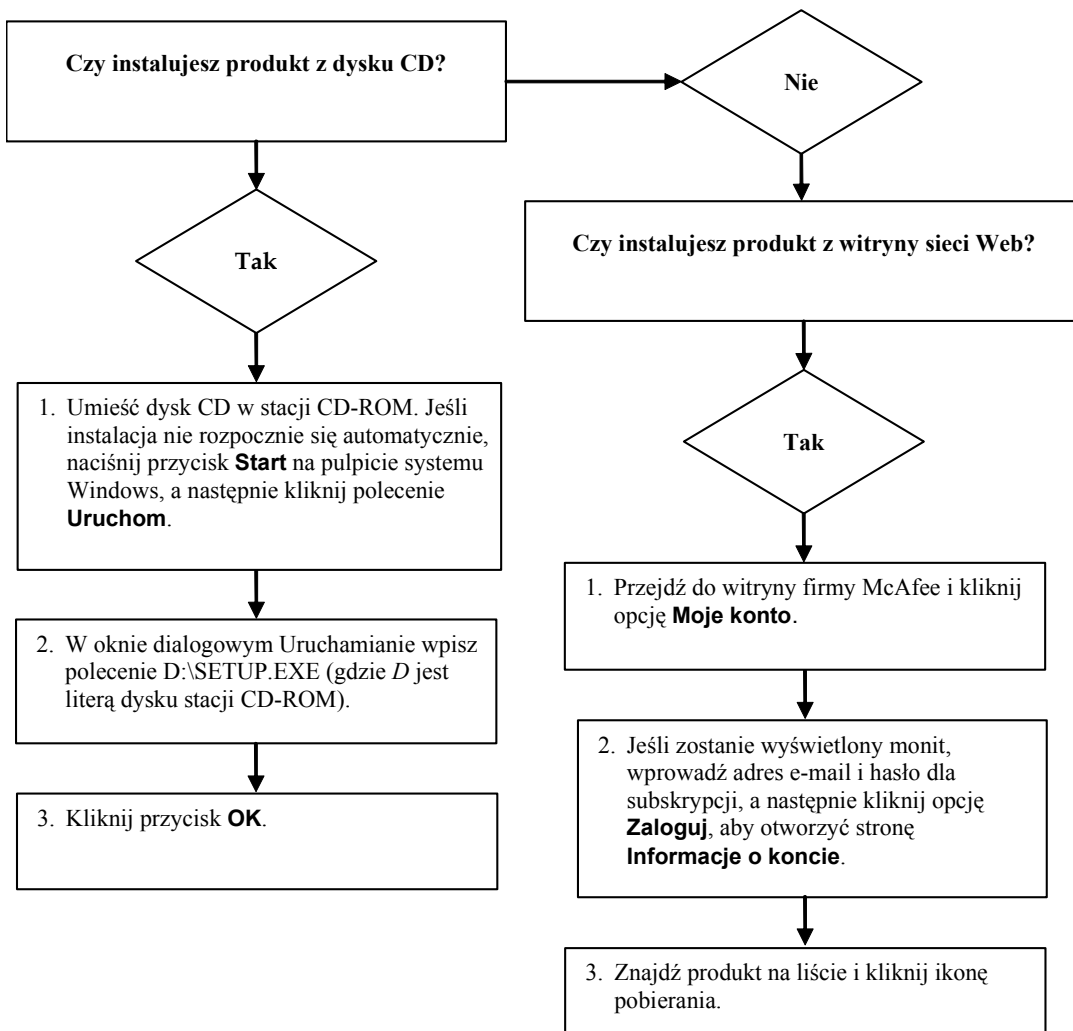 Czy instalujesz produkt z dysku CD?
Nie
Tak
Czy instalujesz produkt z witryny sieci Web?
Tak
1. Umieść dysk CD w stacji CD-ROM. Jeśli
instalacja nie rozpocznie się automatycznie,
naciśnij przycisk Start na pulpicie systemu
Windows, a następnie kliknij polecenie
Uruchom.
2. W oknie dialogowym Uruchamianie wpisz
polecenie D:\SETUP.EXE (gdzie D jest
literą dysku stacji CD-ROM).
3. Kliknij przycisk OK.
1. Przejdź do witryny firmy McAfee i kliknij
opcję Moje konto.
2. Jeśli zostanie wyświetlony monit,
wprowadź adres e-mail i hasło dla
subskrypcji, a następnie kliknij opcję
Zaloguj, aby otworzyć stronę
Informacje o koncie.
3. Znajdź produkt na liście i kliknij ikonę
pobierania.